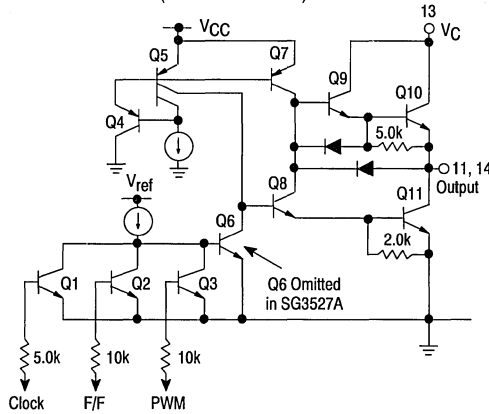 13
VCC
VC
Q5
Q7
Q9
Q10
Q4
5.0k
11, 14
Output
Vref
Q8
Q11
Q6
2.0k
Q1
Q2
Q3
Q6 Omitted
in SG3527A
5.0k
10k
10k
Clock
F/F
PWM